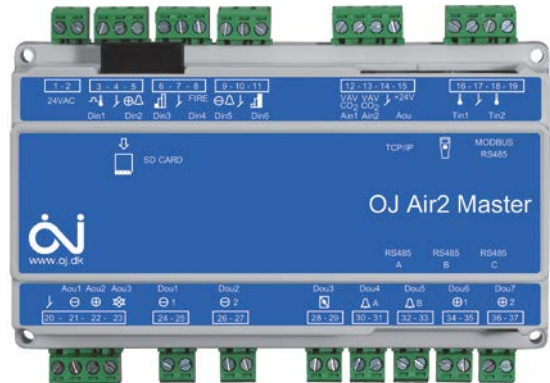 1 - 2 3 - 4 - 5 6 - 7 - 8 9 - 10 - 11 12 - 13 - 14 - 15 16 - 17 - 18 - 19
24VAC FIRE VAV VAV +24V
CO2 CO2
Din1 Din2 Din3 Din4 Din5 Din6 Ain1 Ain2 Aou Tin1 Tin2
SD CARD TCP/IP MODBUS
RS485
OJ Air2 Master
OJ
www.oj.dk
RS485 RS485 RS485
A B C
Aou1 Aou2 Aou3 Dou1 Dou2 Dou3 Dou4 Dou5 Dou6 Dou7
1 2 A B 1 2
20 - 21 - 22 - 23 24 - 25 26 - 27 28 - 29 30 - 31 32 - 33 34 - 35 36 - 37